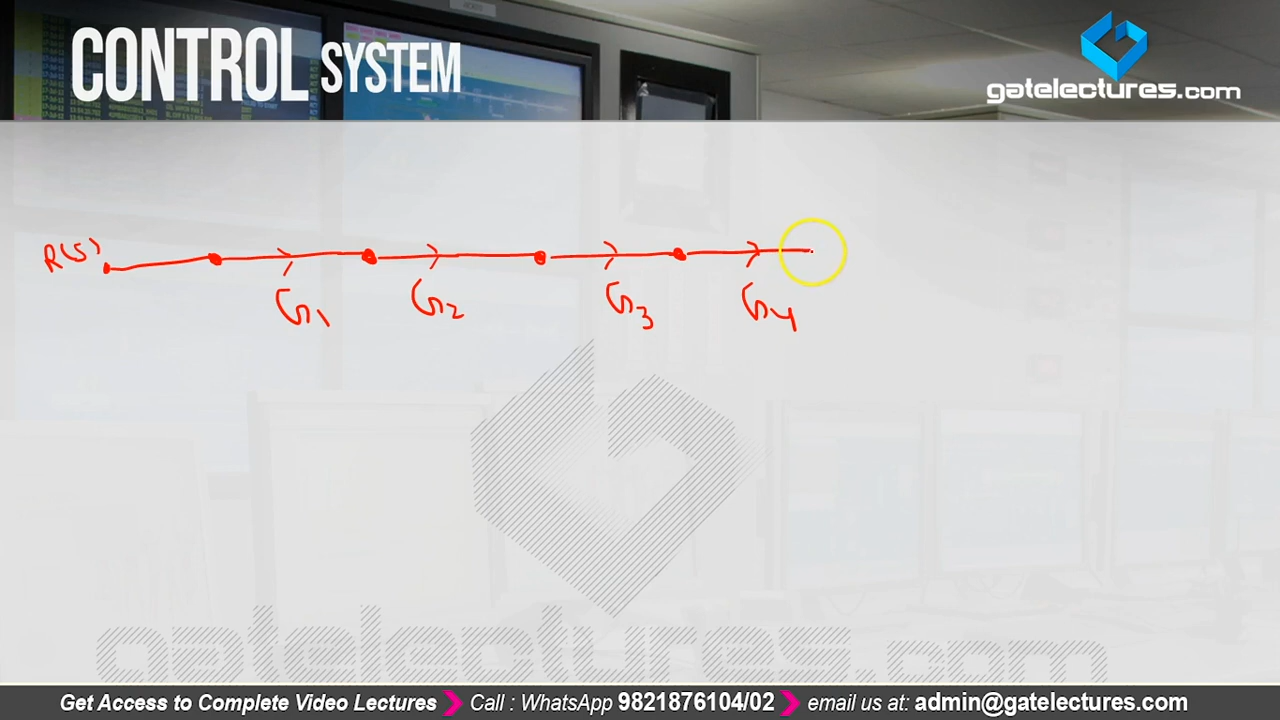 CONTROL SYSTEM
gatelectures.com
R(S)
G1 G2 G3 G4
gatelectures.com
Get Access to Complete Video Lectures Call : WhatsApp 9821876104/02 email us at: admin@gatelectures.com